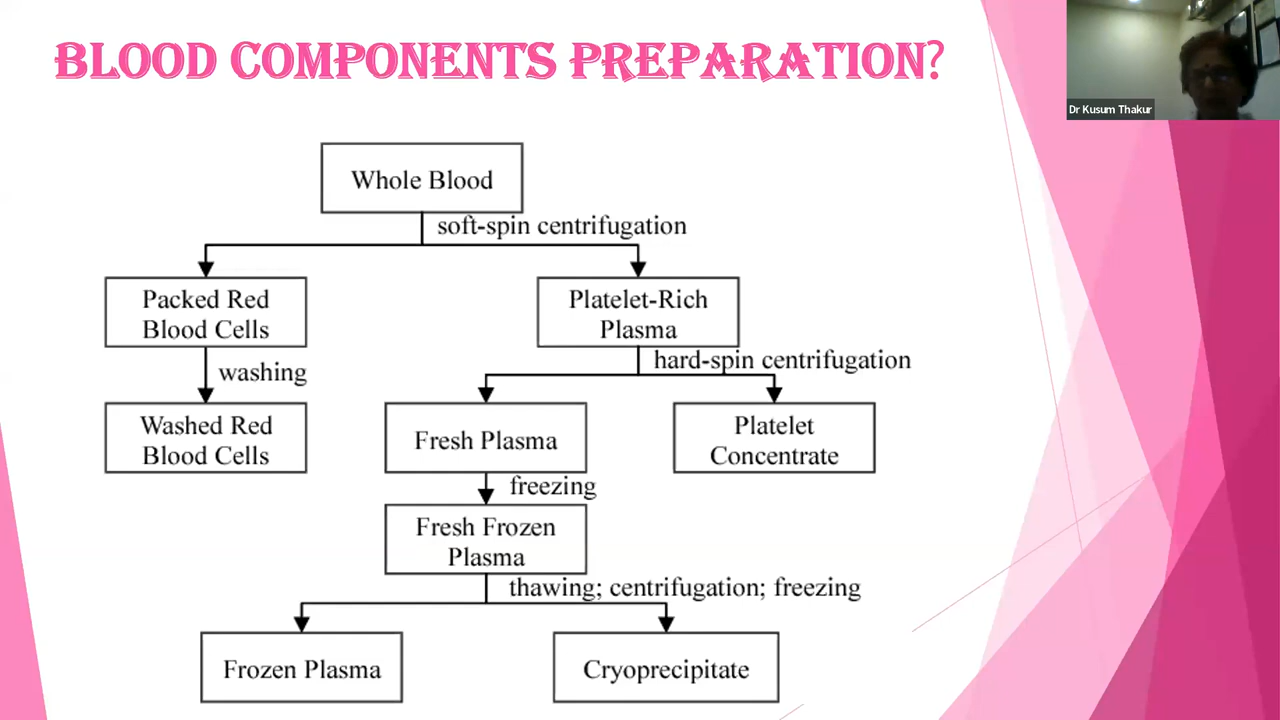 BLOOD COMPONENTS PREPARATION?
Dr Kusum Thakur
Whole Blood
soft-spin centrifugation
Packed Red
Blood Cells
Platelet-Rich
Plasma
washing
hard-spin centrifugation
Washed Red
Blood Cells
Fresh Plasma
Platelet
Concentrate
freezing
Fresh Frozen
Plasma
thawing; centrifugation; freezing
Frozen Plasma
Cryoprecipitate